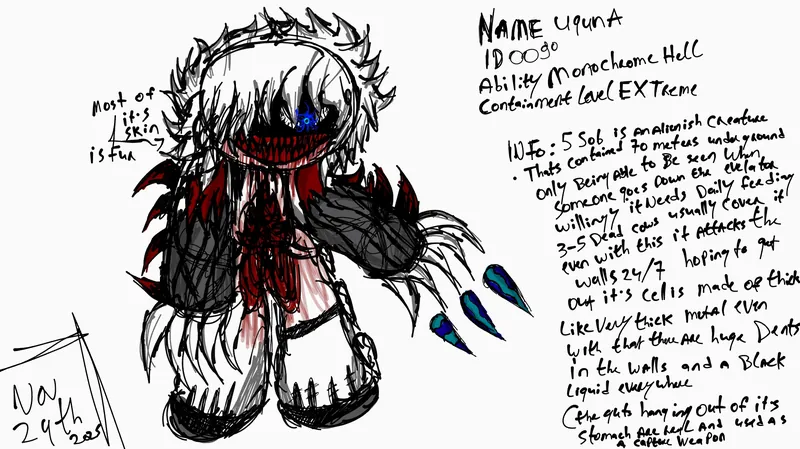 NAME UqunA
ID 0090
Ability Monochrome Hell
Containment Level EXTreme
Most of
it's
skin
is fur
INFo: 5 Sob is an Alienish creature
• Thats contained 70 meters underground
only Being Able to Be seen when
someone goes Down the elevator
willingly it Needs Daily feeding
3-5 Dead cows usually cover it
even with this it Attacks the
walls 24/7 hoping to get
out it's cell is made of thick
Like very thick metal even
with that there are huge Dents
in the walls and a Black
Liquid everywhere
(the guts hanging out of its
stomach are real and used as
a capture weapon
Nov
29th
2025